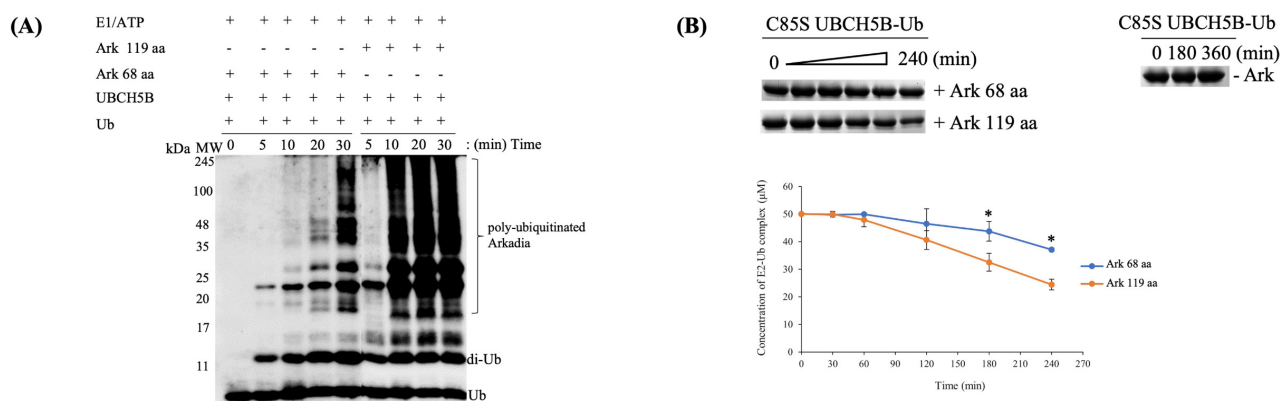 (A)
E1/ATP + + + + + + + + +
Ark 119 aa - - - - - + + + +
Ark 68 aa + + + + + - - - -
UBCH5B + + + + + + + + +
Ub + + + + + + + + +
kDa MW 0 5 10 20 30 5 10 20 30 : (min) Time
245
100
48
35
25
20
17
11
poly-ubiquitinated
Arkadia
di-Ub
Ub
(B)
C85S UBCH5B-Ub
0 240 (min)
+ Ark 68 aa
+ Ark 119 aa
C85S UBCH5B-Ub
0 180 360 (min)
- Ark
Concentration of E2-Ub complex (µM)
60
50
40
30
20
10
0
* *
0 30 60 90 120 150 180 210 240 270
Time (min)
Ark 68 aa
Ark 119 aa